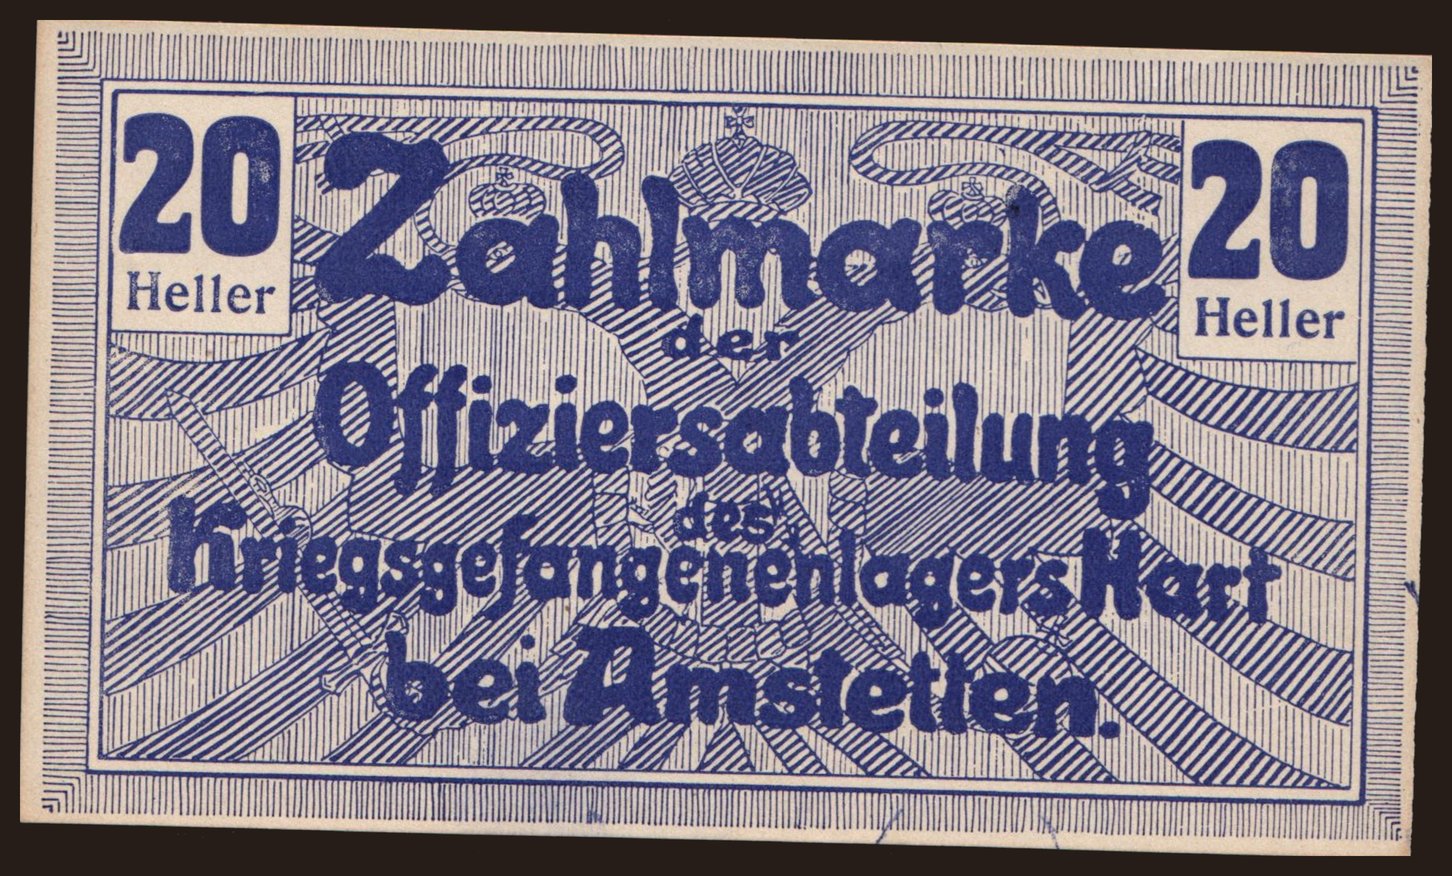 20
Heller
20
Heller
Zahlmarke
der
Offiziersabteilung
des
Kriegsgefangenenlagers Hart
bei Amstetten.